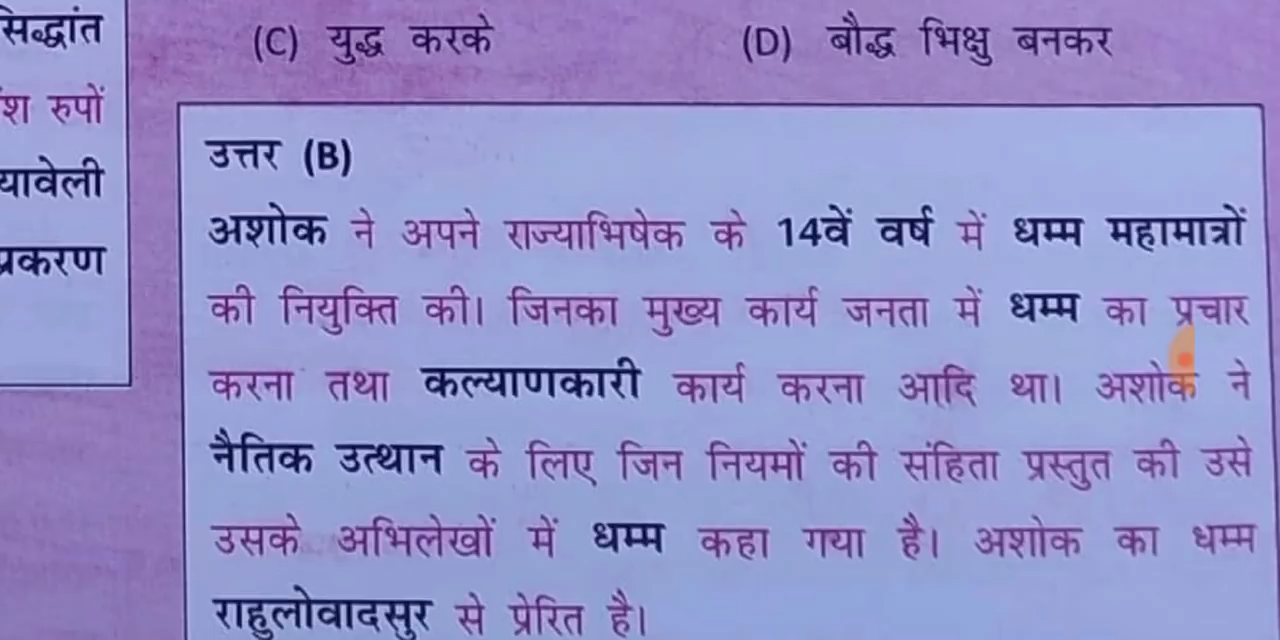 सिद्धांत
श रुपों
यावेली
प्रकरण
(C) युद्ध करके (D) बौद्ध भिक्षु बनकर
उत्तर (B)
अशोक ने अपने राज्याभिषेक के 14वें वर्ष में धम्म महामात्रों
की नियुक्ति की। जिनका मुख्य कार्य जनता में धम्म का प्रचार
करना तथा कल्याणकारी कार्य करना आदि था। अशोक ने
नैतिक उत्थान के लिए जिन नियमों की संहिता प्रस्तुत की उसे
उसके अभिलेखों में धम्म कहा गया है। अशोक का धम्म
राहुलोवादसुर से प्रेरित है।